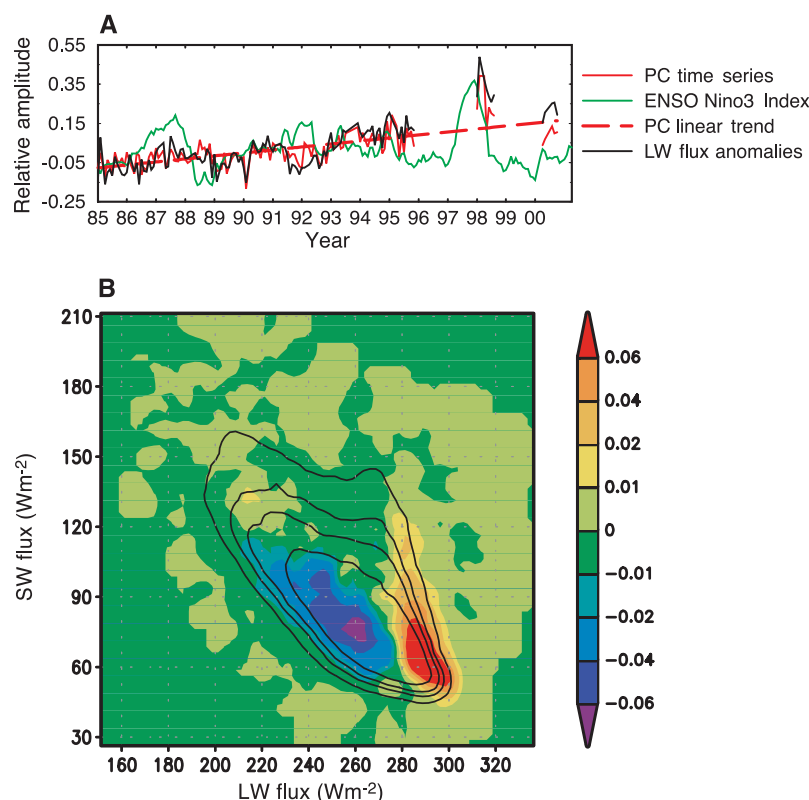 A
Relative amplitude
0.55
0.35
0.15
-0.05
-0.25
85 86 87 88 89 90 91 92 93 94 95 96 97 98 99 00
Year
PC time series
ENSO Nino3 Index
PC linear trend
LW flux anomalies
B
SW flux (Wm-2)
210
180
150
120
90
60
30
160 200 220 240 260 280 300 320
LW flux (Wm-2)
0.06
0.04
0.02
0.01
0
−0.01
−0.02
−0.04
−0.06